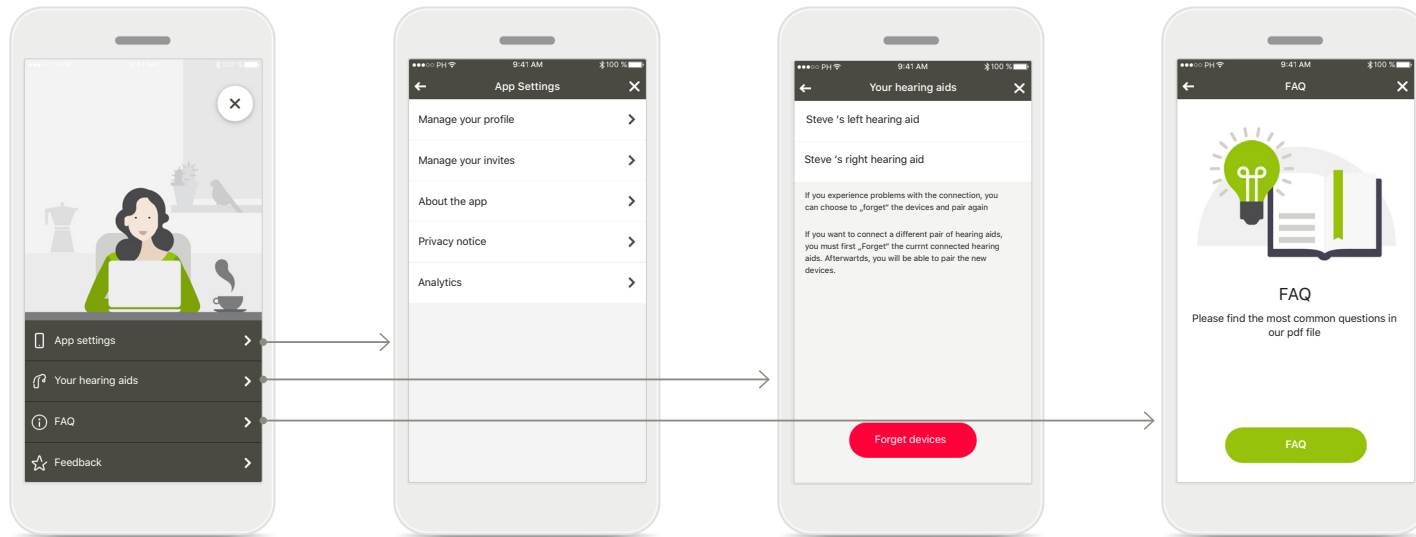 9:41 AM
100 %
App settings
Your hearing aids
FAQ
Feedback
PH
9:41 AM
100 %
App Settings
Manage your profile
Manage your invites
About the app
Privacy notice
Analytics
PH
9:41 AM
100 %
Your hearing aids
Steve ‘s left hearing aid
Steve ‘s right hearing aid
If you experience problems with the connection, you
can choose to „forget“ the devices and pair again
If you want to connect a different pair of hearing aids,
you must first „Forget“ the currnt connected hearing
aids. Afterwartds, you will be able to pair the new
devices.
Forget devices
PH
9:41 AM
100 %
FAQ
FAQ
Please find the most common questions in
our pdf file
FAQ